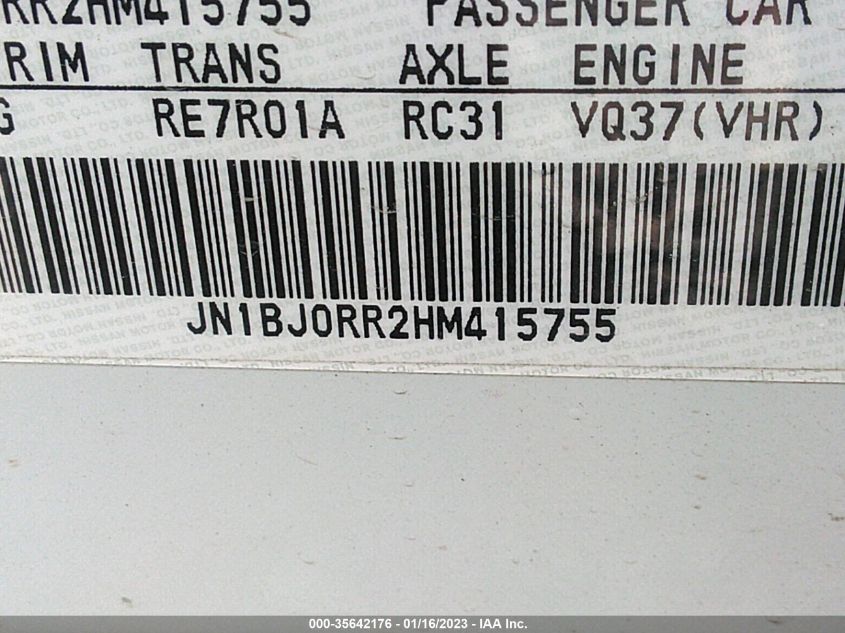 RR2HM415755 PASSENGER CAR
RIM TRANS AXLE ENGINE
G RE7R01A RC31 VQ37(VHR)
JN1BJ0RR2HM415755
000-35642176 - 01/16/2023 - IAA Inc.